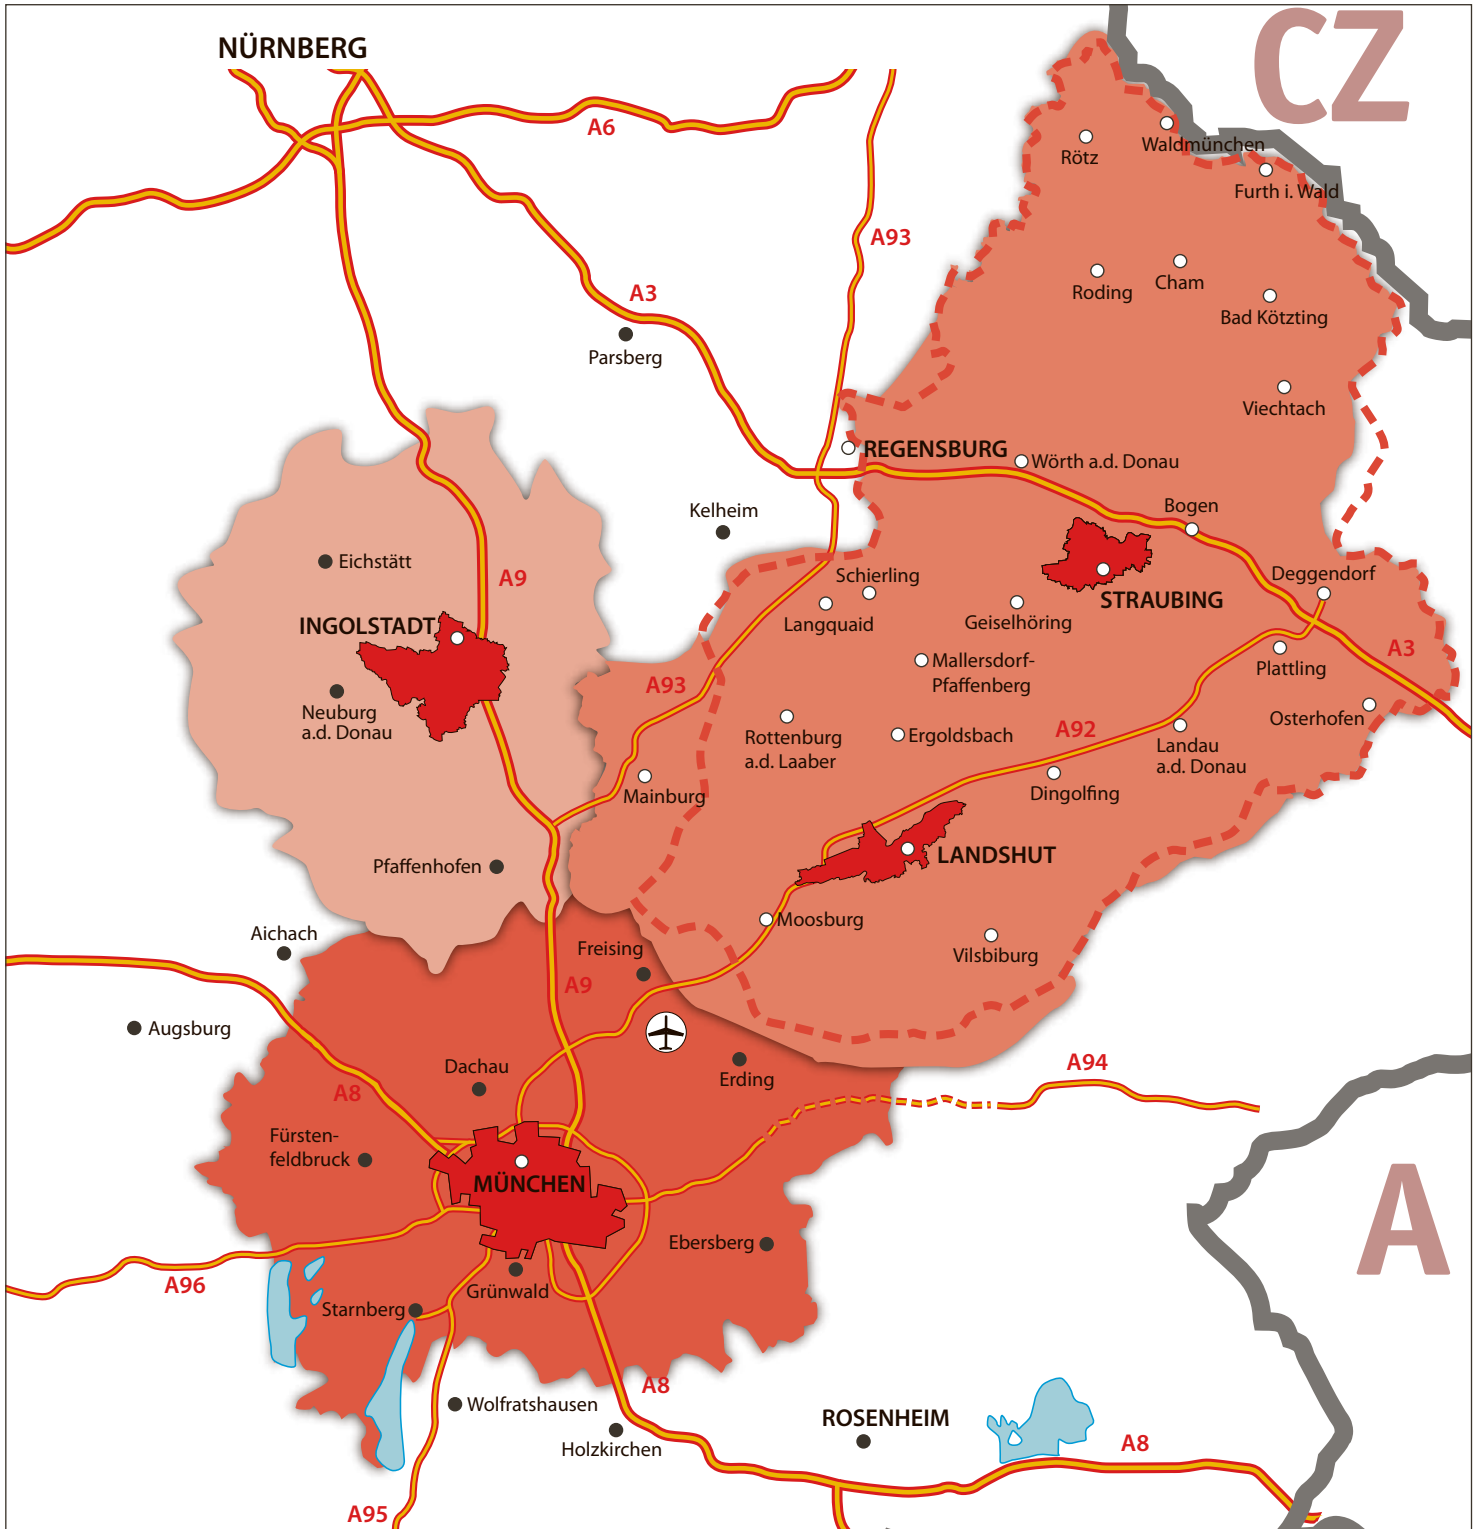 CZ
NÜRNBERG
A6
Rötz
Waldmünchen
Furth i. Wald
A93
Roding
Cham
Bad Kötzting
A3
Parsberg
Viechtach
REGENSBURG
Wörth a.d. Donau
Kelheim
Bogen
Eichstätt
A9
Schierling
Deggendorf
Langquaid
Geiselhöring
STRAUBING
INGOLSTADT
Mallersdorf-
Pfaffenberg
Plattling
A3
A93
Neuburg
a.d. Donau
Rottenburg
a.d. Laaber
Ergoldsbach
A92
Landau
a.d. Donau
Osterhofen
Mainburg
Dingolfing
LANDSHUT
Pfaffenhofen
Moosburg
Aichach
Freising
Vilsbiburg
A9
Augsburg
Dachau
Erding
A94
A8
Fürsten-
feldbruck
MÜNCHEN
A
Ebersberg
A96
Grünwald
Starnberg
A8
Wolfratshausen
Holzkirchen
ROSENHEIM
A8
A95